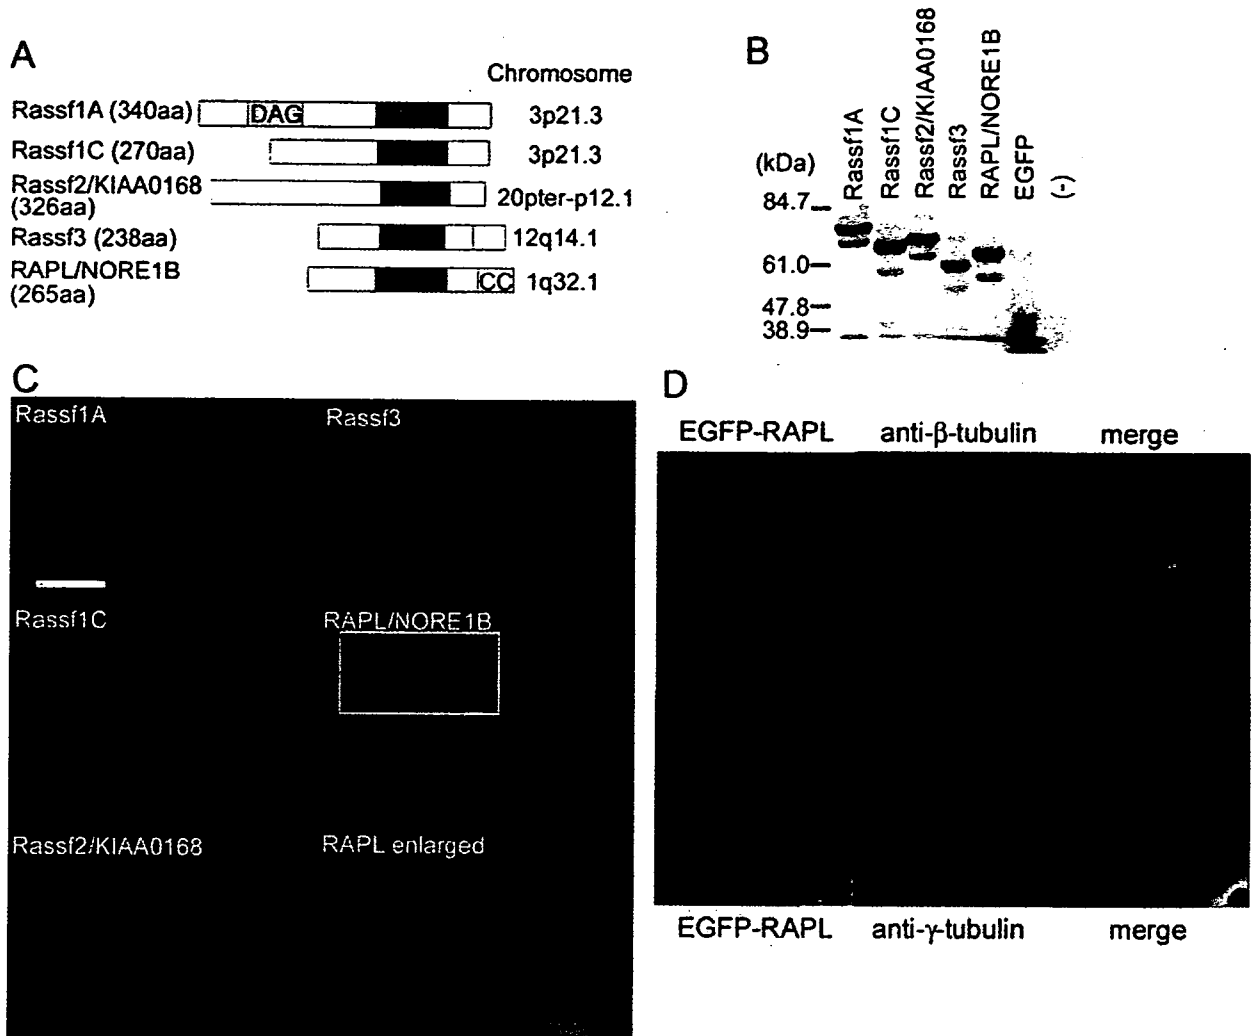 A
Chromosome
Rassf1A (340aa) DAG 3p21.3
Rassf1C (270aa) 3p21.3
Rassf2/KIAA0168
(326aa) 20pter-p12.1
Rassf3 (238aa) 12q14.1
RAPL/NORE1B
(265aa) CC 1q32.1
B
Rassf1A
Rassf1C
Rassf2/KIAA0168
Rassf3
RAPL/NORE1B
EGFP
(-)
(kDa)
84.7
61.0
47.8
38.9
C
Rassf1A
Rassf3
Rassf1C
RAPL/NORE1B
Rassf2/KIAA0168
RAPL enlarged
D
EGFP-RAPL anti-β-tubulin merge
EGFP-RAPL anti-γ-tubulin merge